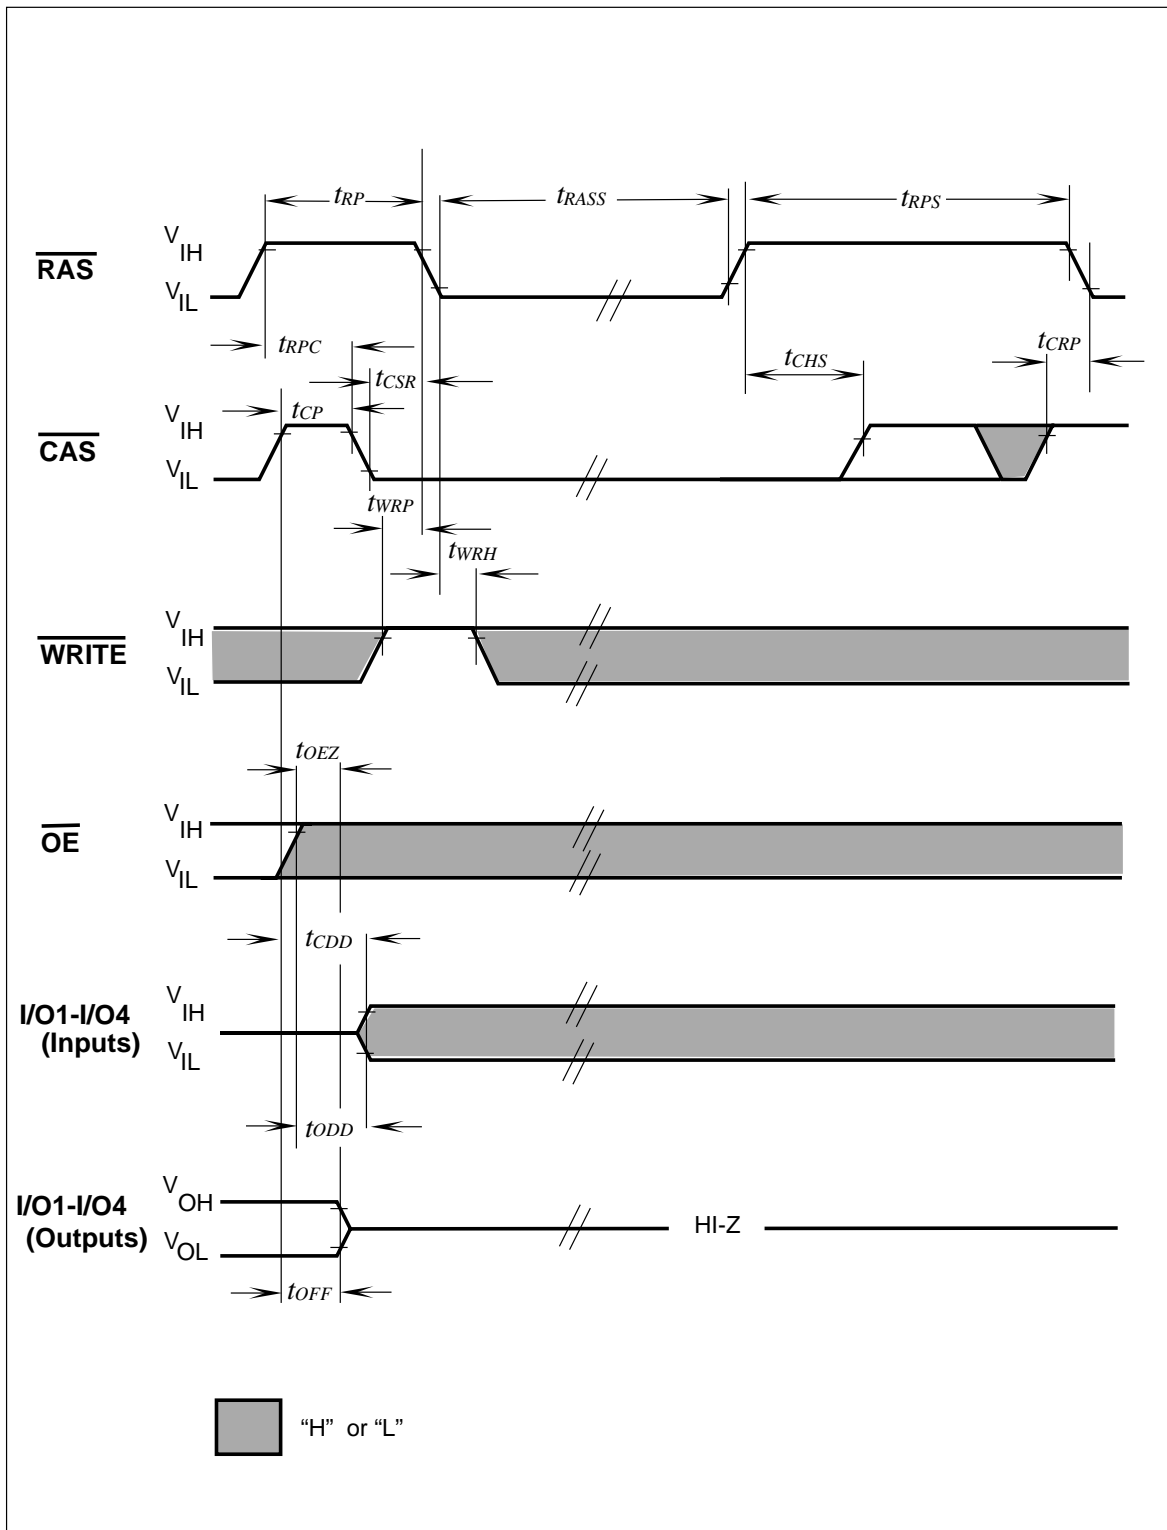 tRP
tRASS
tRPS
VIH
RAS
VIL
tRPC
tCHS
tCRP
tCSR
tCP
VIH
CAS
VIL
tWRP
tWRH
VIH
WRITE
VIL
tOEZ
VIH
OE
VIL
tCDD
VIH
I/O1-I/O4
(Inputs)
VIL
tODD
VOH
I/O1-I/O4
(Outputs)
VOL
HI-Z
tOFF
“H” or “L”